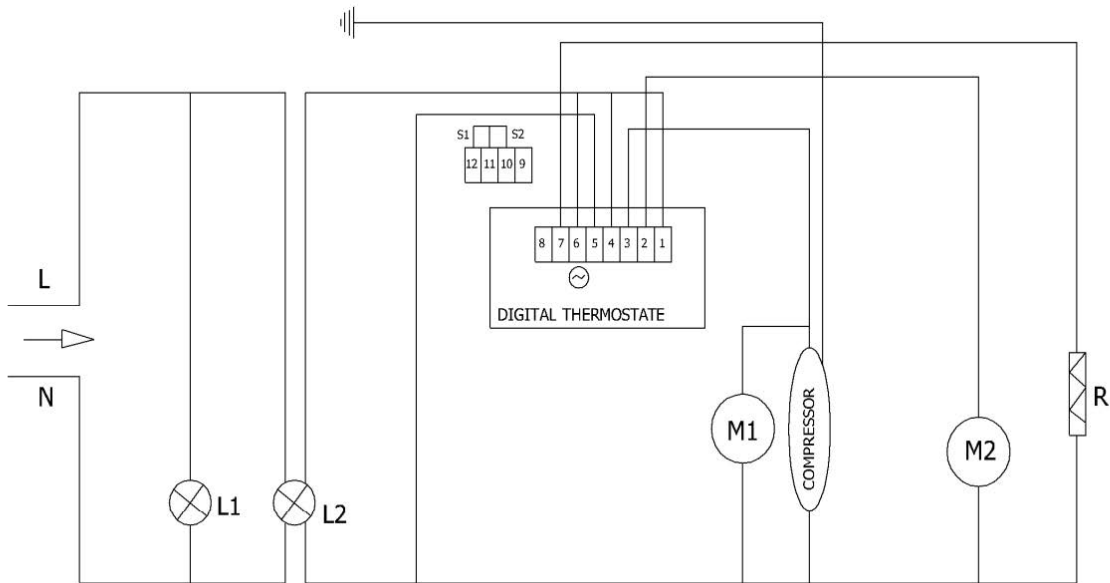 S1
S2
12 11 10 9
8 7 6 5 4 3 2 1
~
DIGITAL THERMOSTATE
L
N
L1
L2
M1
COMPRESSOR
M2
R